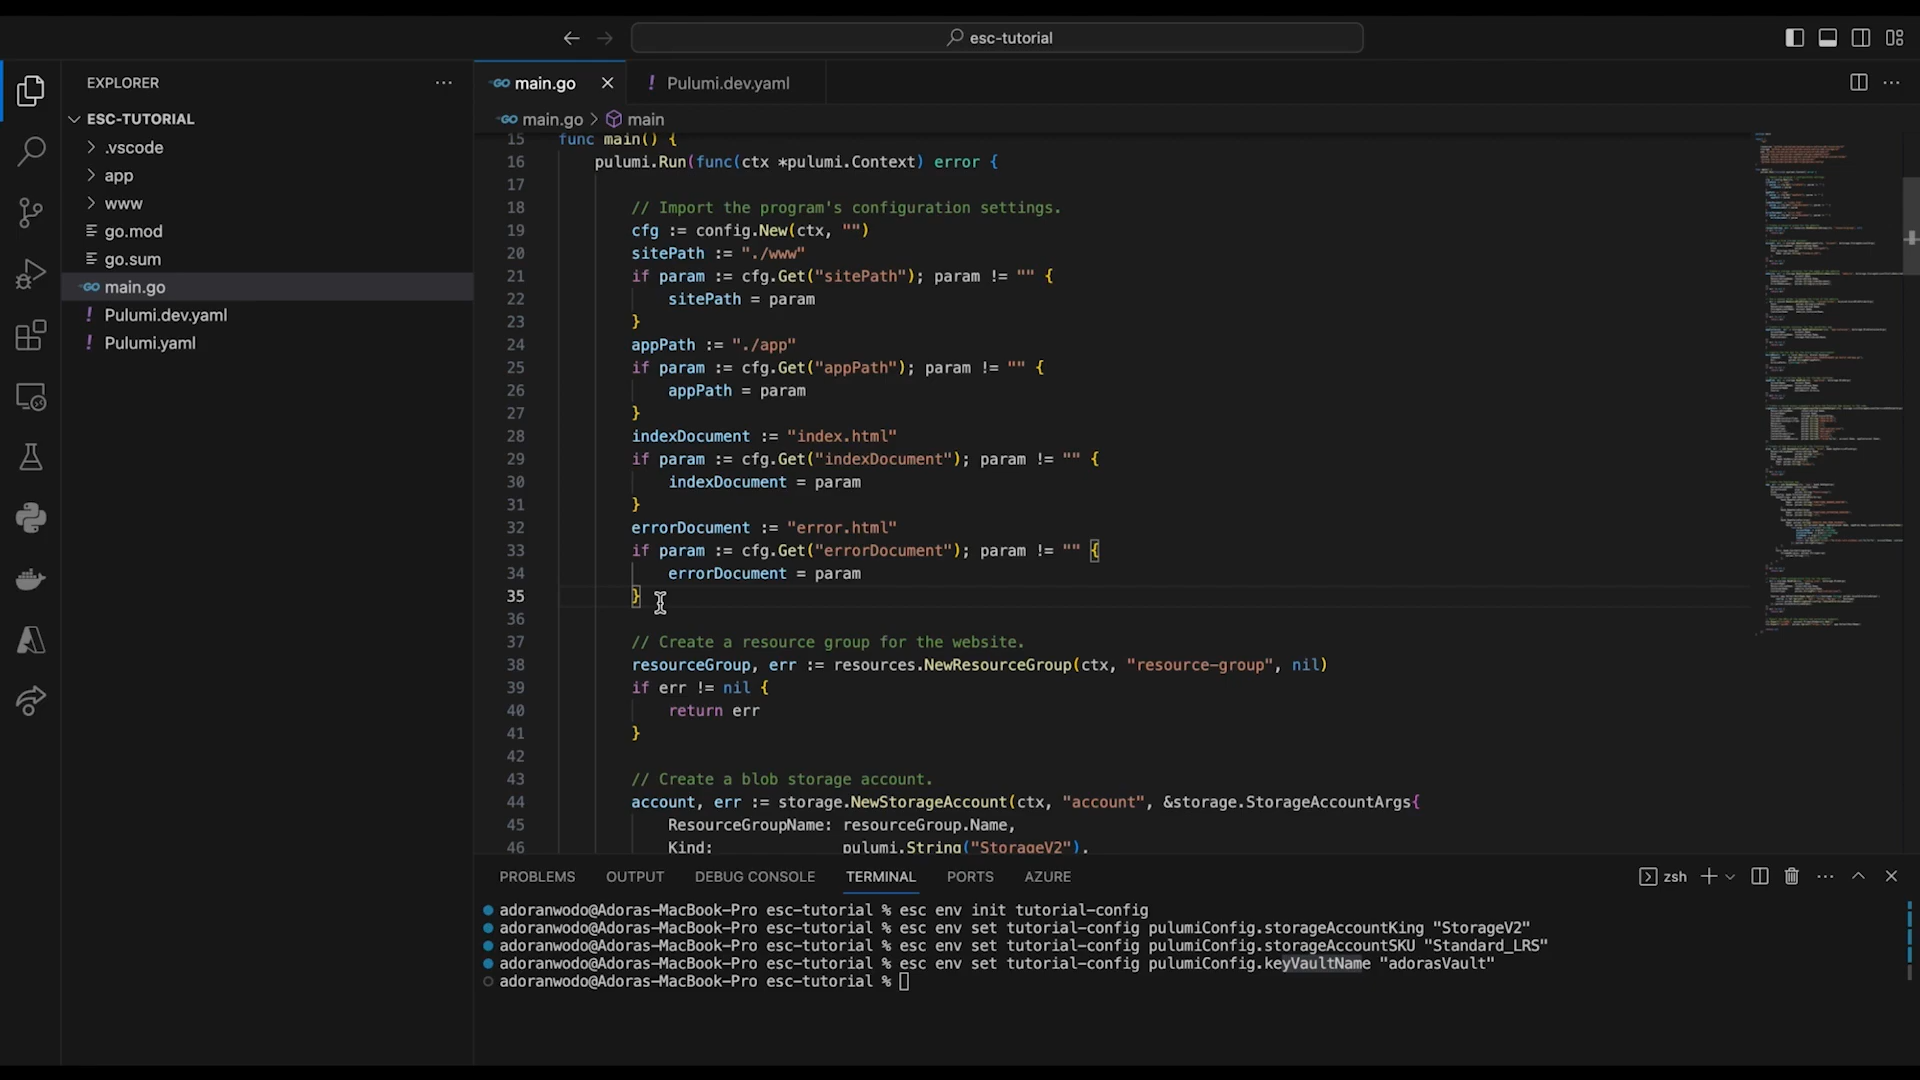 esc-tutorial
EXPLORER
ESC-TUTORIAL
.vscode
app
www
go.mod
go.sum
main.go
Pulumi.dev.yaml
Pulumi.yaml
main.go
Pulumi.dev.yaml
main.go > main
15 func main() {
16 pulumi.Run(func(ctx *pulumi.Context) error {
17
18 // Import the program's configuration settings.
19 cfg := config.New(ctx, "")
20 sitePath := "./www"
21 if param := cfg.Get("sitePath"); param != "" {
22 sitePath = param
23 }
24 appPath := "./app"
25 if param := cfg.Get("appPath"); param != "" {
26 appPath = param
27 }
28 indexDocument := "index.html"
29 if param := cfg.Get("indexDocument"); param != "" {
30 indexDocument = param
31 }
32 errorDocument := "error.html"
33 if param := cfg.Get("errorDocument"); param != "" {
34 errorDocument = param
35 }
36
37 // Create a resource group for the website.
38 resourceGroup, err := resources.NewResourceGroup(ctx, "resource-group", nil)
39 if err != nil {
40 return err
41 }
42
43 // Create a blob storage account.
44 account, err := storage.NewStorageAccount(ctx, "account", &storage.StorageAccountArgs{
45 ResourceGroupName: resourceGroup.Name,
46 Kind: pulumi.String("StorageV2"),
PROBLEMS OUTPUT DEBUG CONSOLE TERMINAL PORTS AZURE
zsh
adoranwodo@Adoras-MacBook-Pro esc-tutorial % esc env init tutorial-config
adoranwodo@Adoras-MacBook-Pro esc-tutorial % esc env set tutorial-config pulumiConfig.storageAccountKing "StorageV2"
adoranwodo@Adoras-MacBook-Pro esc-tutorial % esc env set tutorial-config pulumiConfig.storageAccountSKU "Standard_LRS"
adoranwodo@Adoras-MacBook-Pro esc-tutorial % esc env set tutorial-config pulumiConfig.keyVaultName "adorasVault"
adoranwodo@Adoras-MacBook-Pro esc-tutorial %